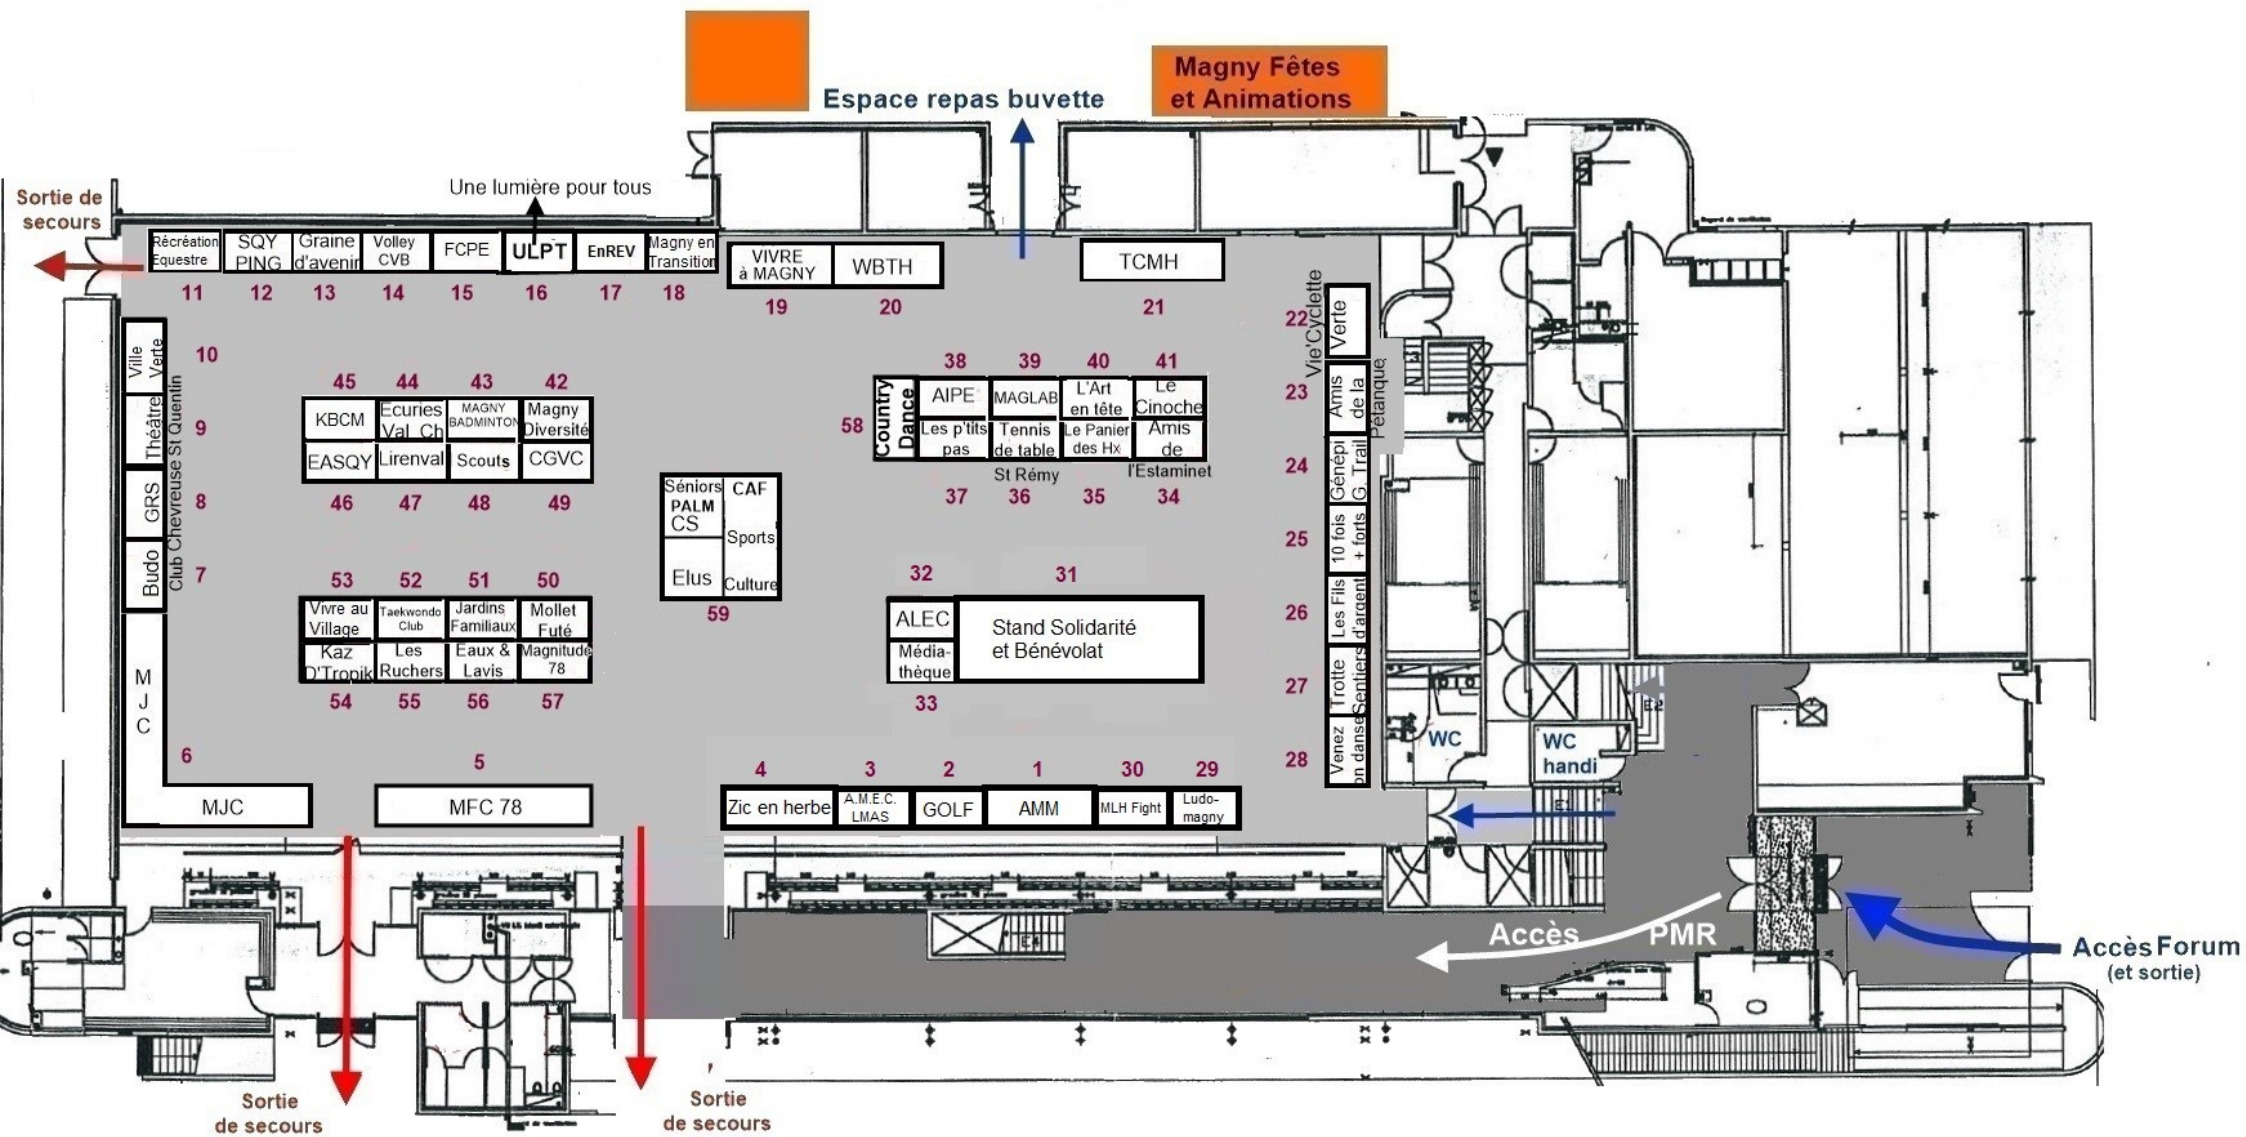 Magny Fêtes
et Animations
Espace repas buvette
Une lumière pour tous
Sortie de
secours
Récréation
Equestre
SQY
PING
Graine
d'avenir
Volley
CVB
FCPE
ULPT
EnREV
Magny en
Transition
VIVRE
à MAGNY
WBTH
TCMH
11
12
13
14
15
16
17
18
19
20
21
Ville
Verte
10
Théâtre
9
GRS
8
Budo
7
Club Chevreuse St Quentin
M
J
C
6
MJC
5
MFC 78
45
44
43
42
KBCM
Ecuries
Val Ch
MAGNY
BADMINTON
Magny
Diversité
EASQY
Lirenval
Scouts
CGVC
46
47
48
49
53
52
51
50
Vivre au
Village
Taekwondo
Club
Jardins
Familiaux
Mollet
Futé
Kaz
D'Tropik
Les
Ruchers
Eaux &
Lavis
Magnitude
78
54
55
56
57
Séniors
PALM
CS
CAF
Sports
Elus
Culture
59
38
39
40
41
58
Country
Dance
AIPE
MAGLAB
L'Art
en tête
Le
Cinoche
Les p'tits
pas
Tennis
de table
St Rémy
Le Panier
des Hx
Amis
de
l'Estaminet
37
36
35
34
32
31
ALEC
Média-
thèque
Stand Solidarité
et Bénévolat
33
22
Vie'Cyclette
Verte
23
Amis
de la
Pétanque
24
Génépi
G. Trail
25
10 fois
+ forts
26
Les Fils
d'argent
27
Trotte
Sentiers
28
Venez
on danse
4
3
2
1
30
29
Zic en herbe
A.M.E.C.
LMAS
GOLF
AMM
MLH Fight
Ludo-
magny
WC
WC
handi
E1
E2
E3
E4
Accès PMR
Accès Forum
(et sortie)
Sortie
de secours
Sortie
de secours